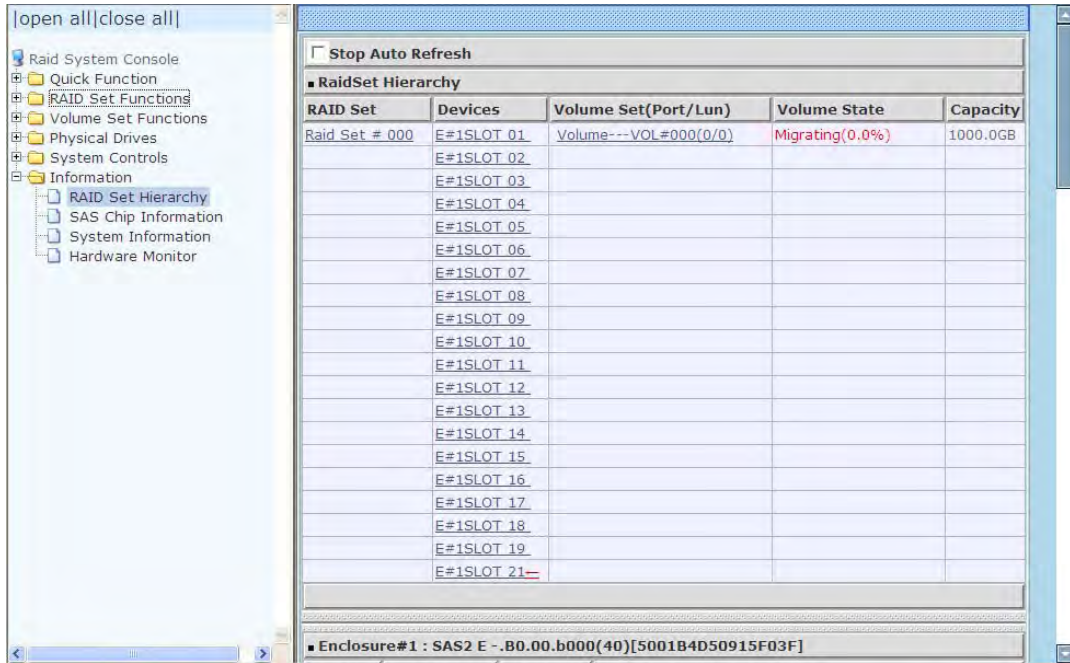 |open all|close all|
Raid System Console
Quick Function
RAID Set Functions
Volume Set Functions
Physical Drives
System Controls
Information
RAID Set Hierarchy
SAS Chip Information
System Information
Hardware Monitor
Stop Auto Refresh
RaidSet Hierarchy
RAID Set Devices Volume Set(Port/Lun) Volume State Capacity
Raid Set # 000 E#1SLOT 01 Volume---VOL#000(0/0) Migrating(0.0%) 1000.0GB
E#1SLOT 02
E#1SLOT 03
E#1SLOT 04
E#1SLOT 05
E#1SLOT 06
E#1SLOT 07
E#1SLOT 08
E#1SLOT 09
E#1SLOT 10
E#1SLOT 11
E#1SLOT 12
E#1SLOT 13
E#1SLOT 14
E#1SLOT 15
E#1SLOT 16
E#1SLOT 17
E#1SLOT 18
E#1SLOT 19
E#1SLOT 21
Enclosure#1 : SAS2 E -.B0.00.b000(40)[5001B4D50915F03F]